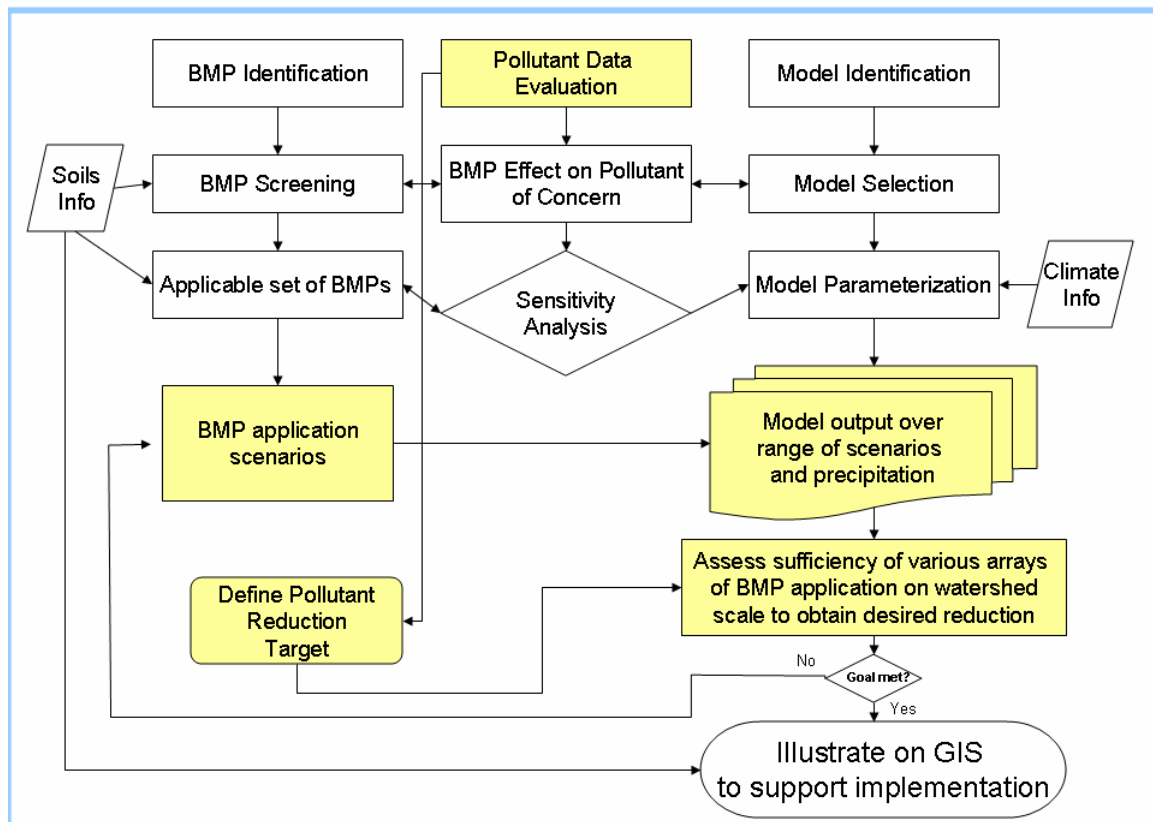 BMP Identification
Pollutant Data
Evaluation
Model Identification
Soils
Info
BMP Screening
BMP Effect on Pollutant
of Concern
Model Selection
Applicable set of BMPs
Sensitivity
Analysis
Model Parameterization
Climate
Info
BMP application
scenarios
Model output over
range of scenarios
and precipitation
Define Pollutant
Reduction
Target
Assess sufficiency of various arrays
of BMP application on watershed
scale to obtain desired reduction
No
Goal met?
Yes
Illustrate on GIS
to support implementation